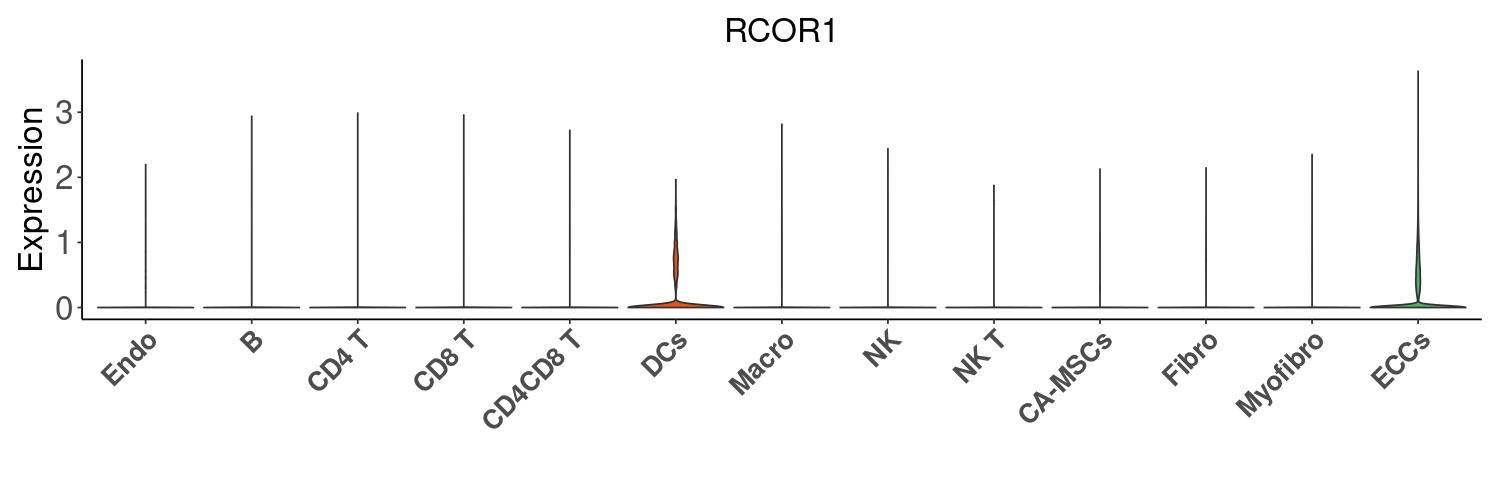 RCOR1
Expression
3
2
1
0
Endo
B
CD4 T
CD8 T
CD4CD8 T
DCs
Macro
NK
NK T
CA-MSCs
Fibro
Myofibro
ECCs